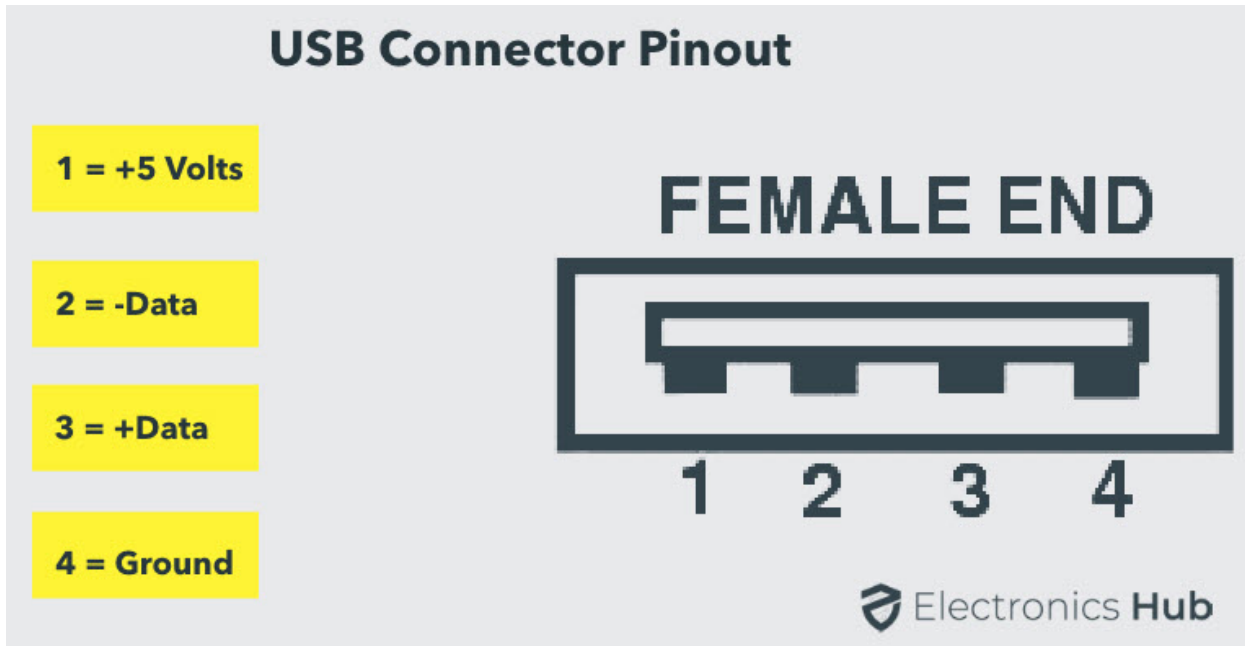 USB Connector Pinout
1 = +5 Volts
2 = -Data
3 = +Data
4 = Ground
FEMALE END
1 2 3 4
Electronics Hub